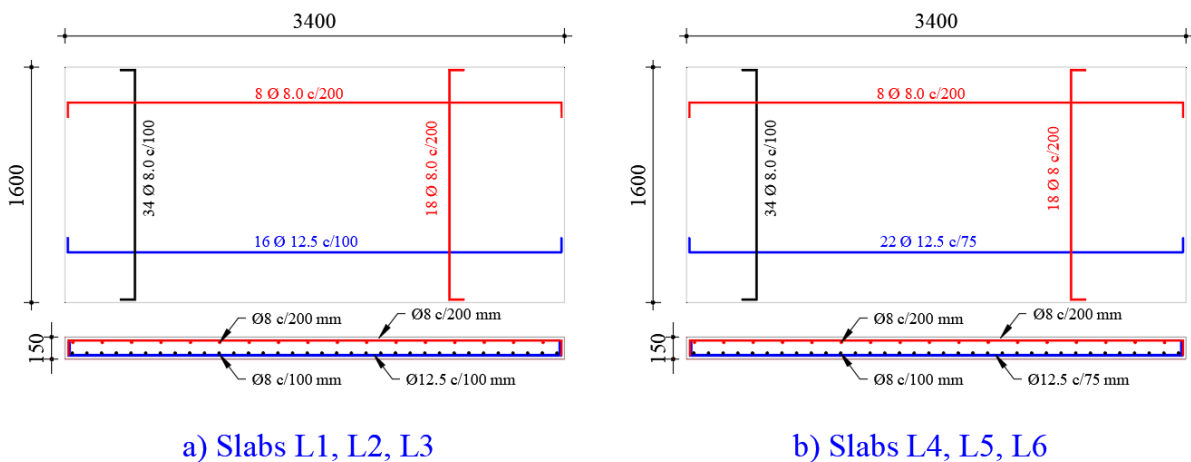 3400
1600
8 Ø 8.0 c/200
34 Ø 8.0 c/100
18 Ø 8.0 c/200
16 Ø 12.5 c/100
150
Ø8 c/200 mm
Ø8 c/200 mm
Ø8 c/100 mm
Ø12.5 c/100 mm
a) Slabs L1, L2, L3
3400
1600
8 Ø 8.0 c/200
34 Ø 8.0 c/100
18 Ø 8 c/200
22 Ø 12.5 c/75
150
Ø8 c/200 mm
Ø8 c/200 mm
Ø8 c/100 mm
Ø12.5 c/75 mm
b) Slabs L4, L5, L6